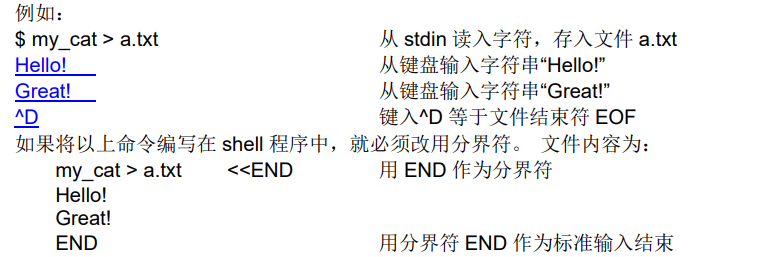 例如：
$ my_cat > a.txt 从 stdin 读入字符，存入文件 a.txt
Hello! 从键盘输入字符串“Hello!”
Great! 从键盘输入字符串“Great!”
^D 键入^D 等于文件结束符 EOF
如果将以上命令编写在 shell 程序中，就必须改用分界符。 文件内容为：
my_cat > a.txt <<END 用 END 作为分界符
Hello!
Great!
END 用分界符 END 作为标准输入结束